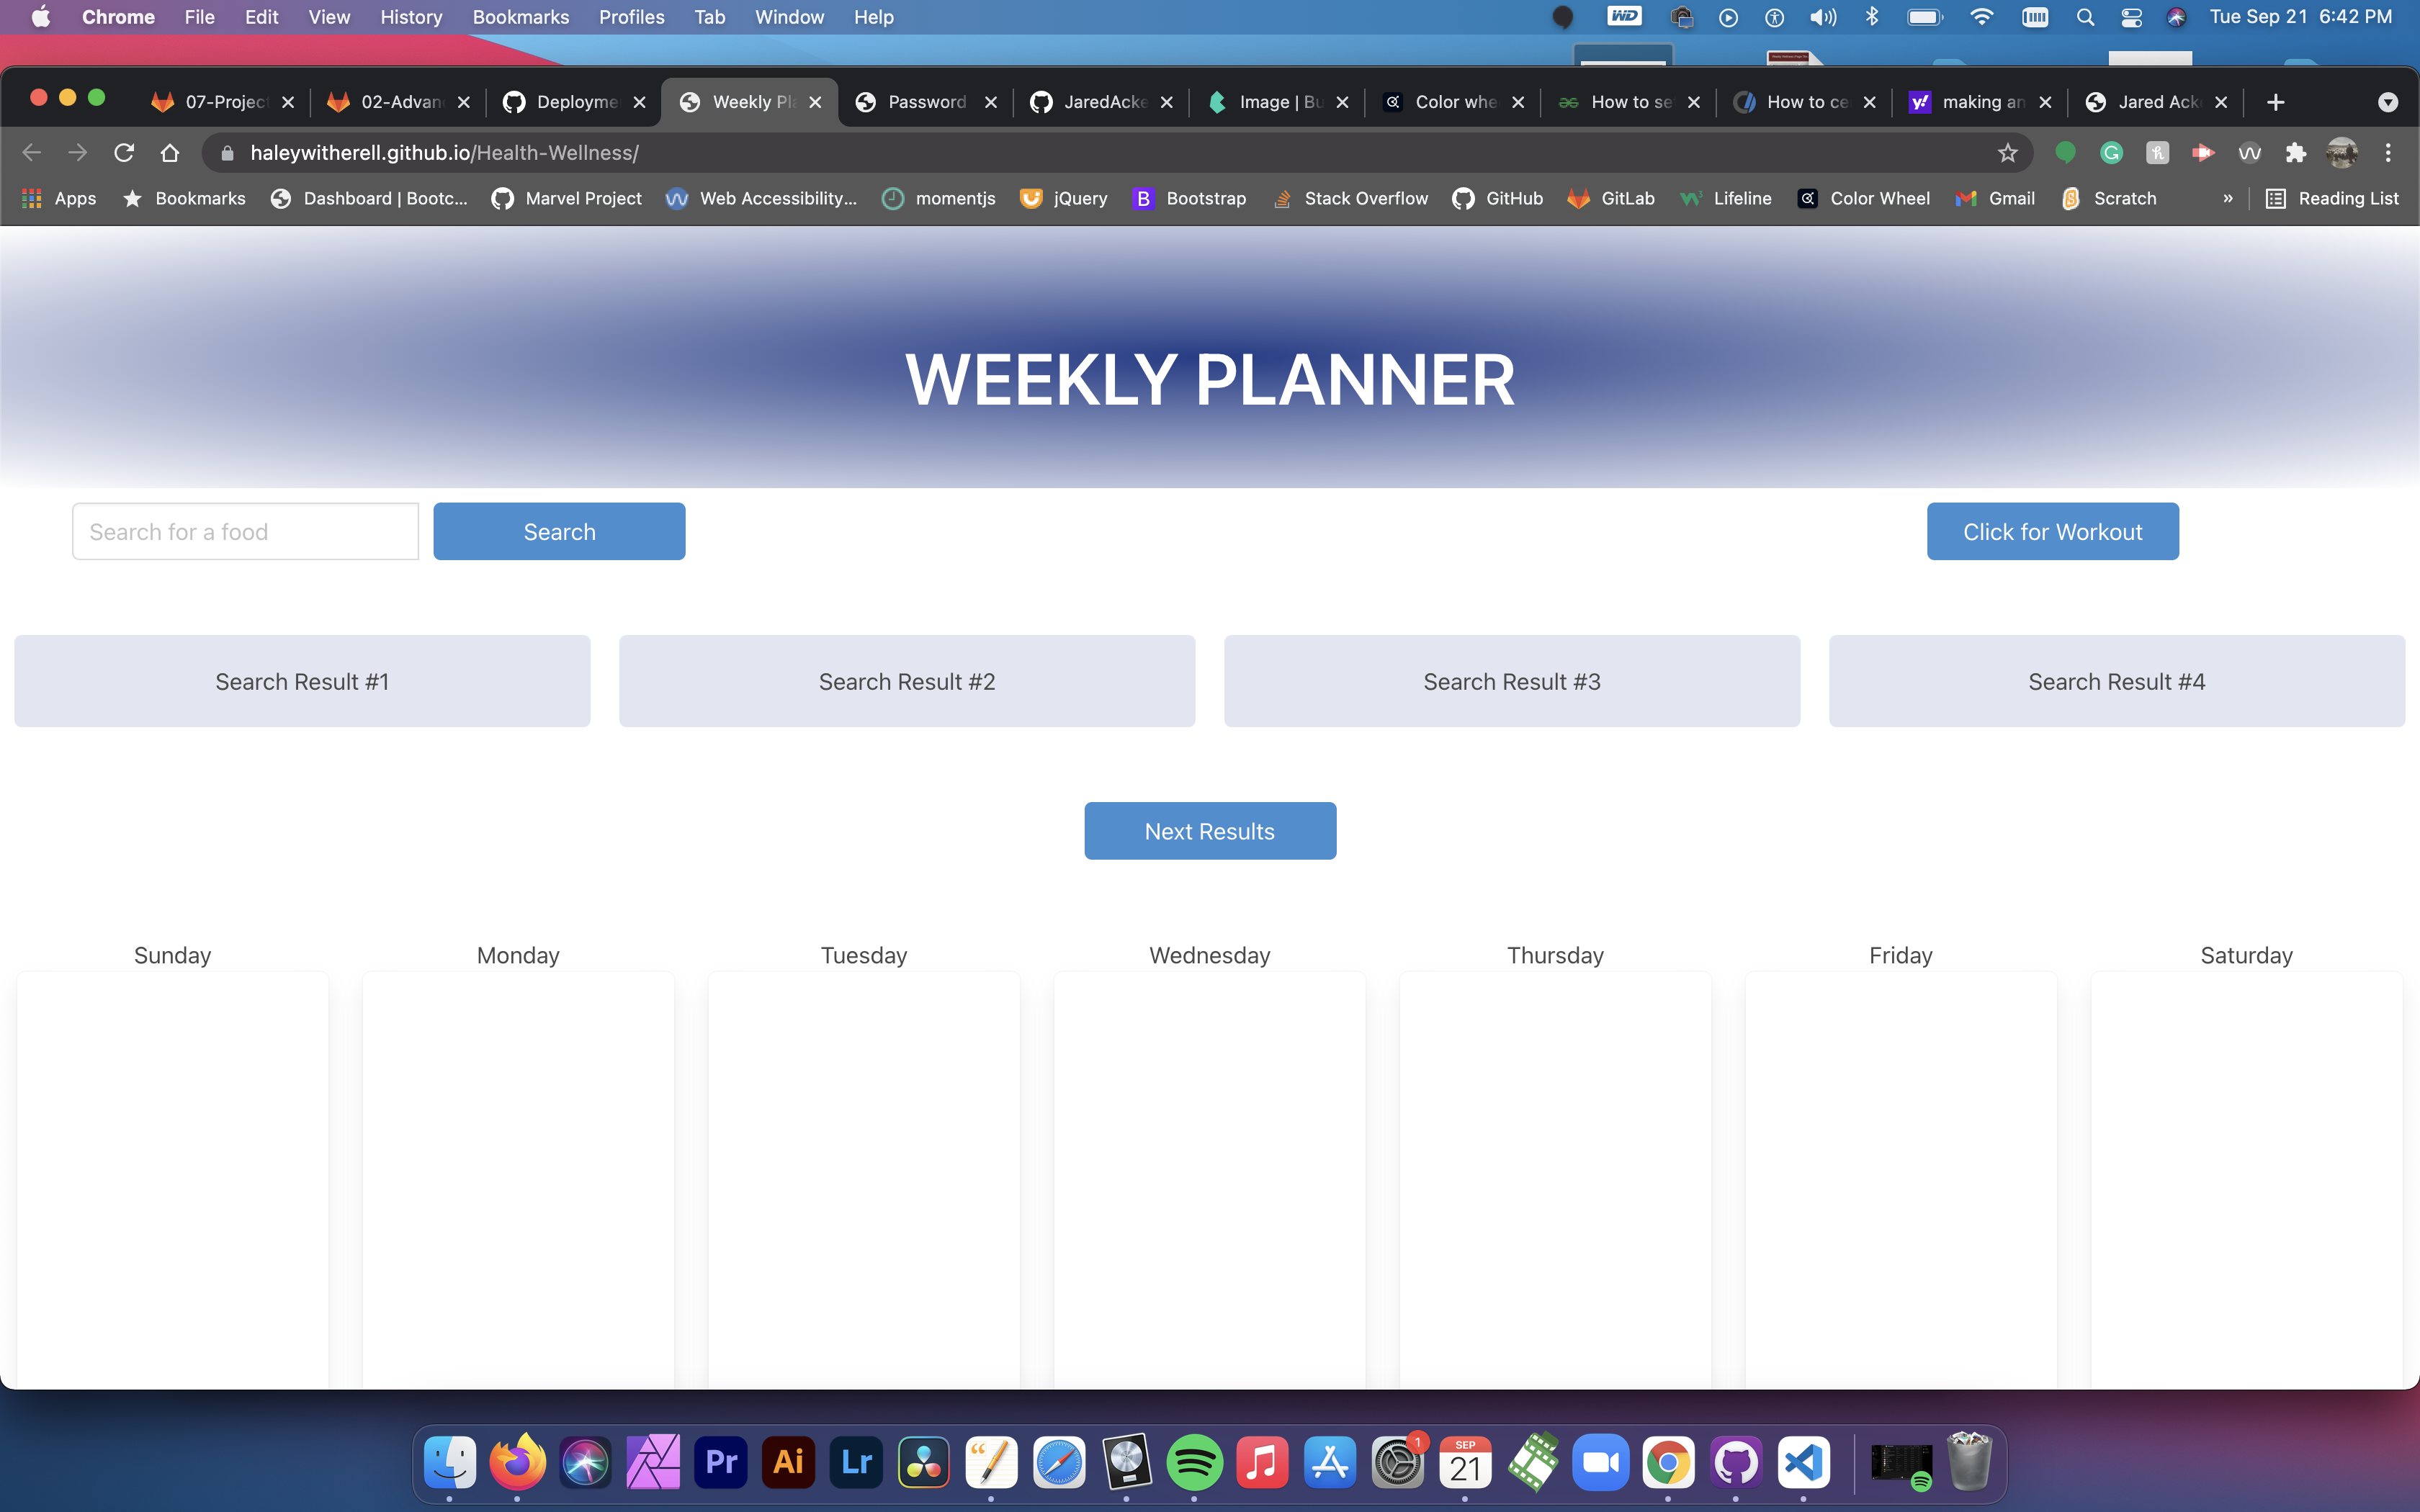 Chrome File Edit View History Bookmarks Profiles Tab Window Help WD Tue Sep 21 6:42 PM
07-Project 02-Advan Deployme Weekly Pla Password JaredAcke Image | Bu Color whe How to se How to ce y! making an Jared Ack
haleywitherell.github.io/Health-Wellness/
Apps Bookmarks Dashboard | Bootc... Marvel Project Web Accessibility... momentjs jQuery B Bootstrap Stack Overflow GitHub GitLab Lifeline Color Wheel Gmail Scratch » Reading List
WEEKLY PLANNER
Search for a food Search Click for Workout
Search Result #1 Search Result #2 Search Result #3 Search Result #4
Next Results
Sunday Monday Tuesday Wednesday Thursday Friday Saturday
Pr Ai Lr 1 SEP 21